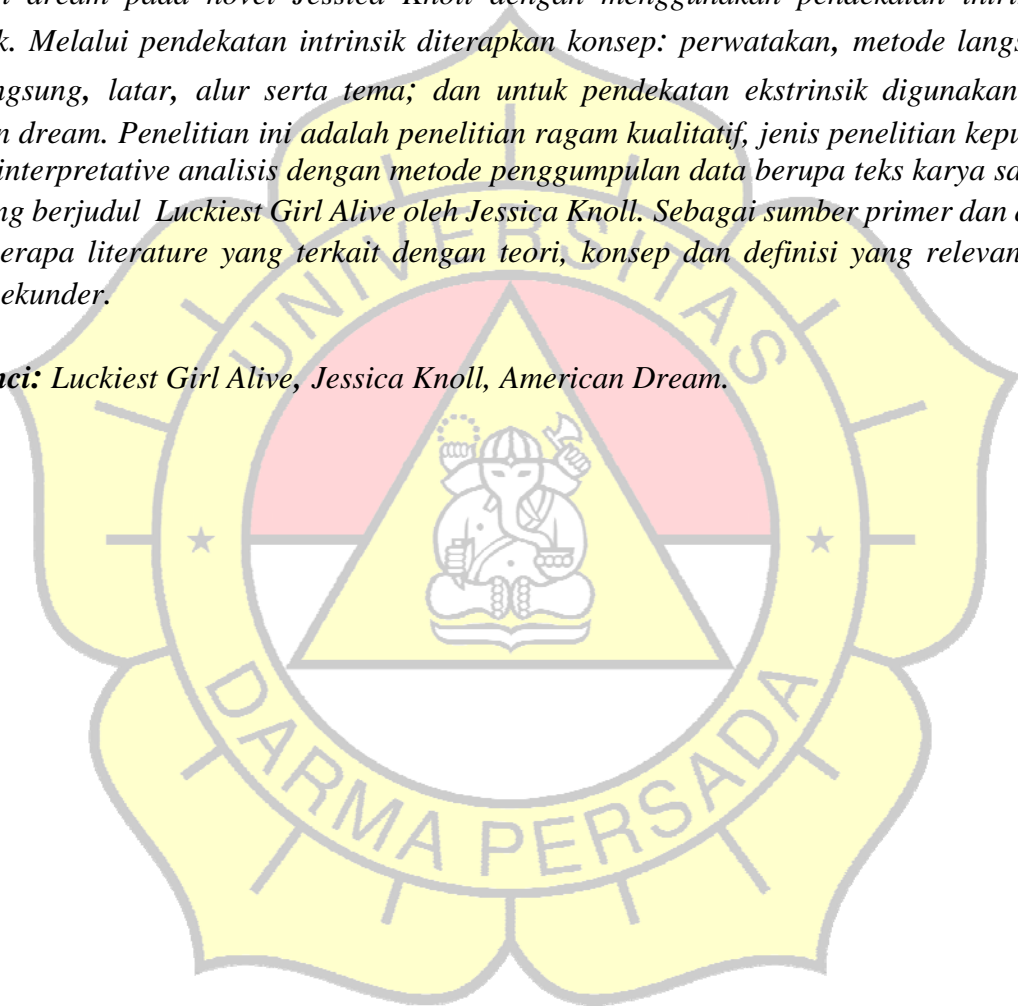 dream pada novel Jessica Knoll dengan menggunakan pendekatan
k. Melalui pendekatan intrinsik diterapkan konsep: perwatakan, metode langs
ngsung, latar, alur serta tema; dan untuk pendekatan ekstrinsik digunakan
n dream. Penelitian ini adalah penelitian ragam kualitatif, jenis penelitian kepu
interpretative analisis dengan metode penggumpulan data berupa teks karya sa
ng berjudul Luckiest Girl Alive oleh Jessica Knoll. Sebagai sumber primer dan
erapa literature yang terkait dengan teori, konsep dan definisi yang relevan
ekunder.
nci: Luckiest Girl Alive, Jessica Knoll, American Dream.
UNIVERSITAS
DARMA PERSADA